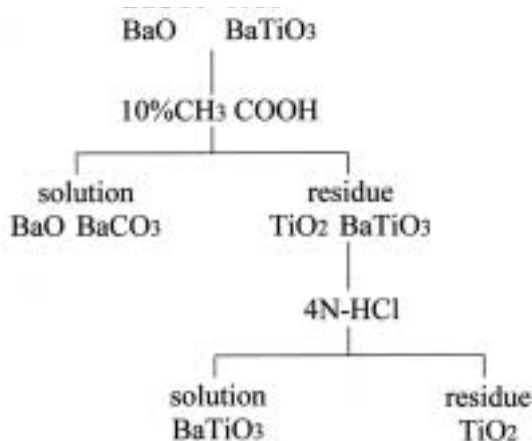 BaO BaTiO3
10%CH3 COOH
solution residue
BaO BaCO3 TiO2 BaTiO3
4N-HCl
solution residue
BaTiO3 TiO2